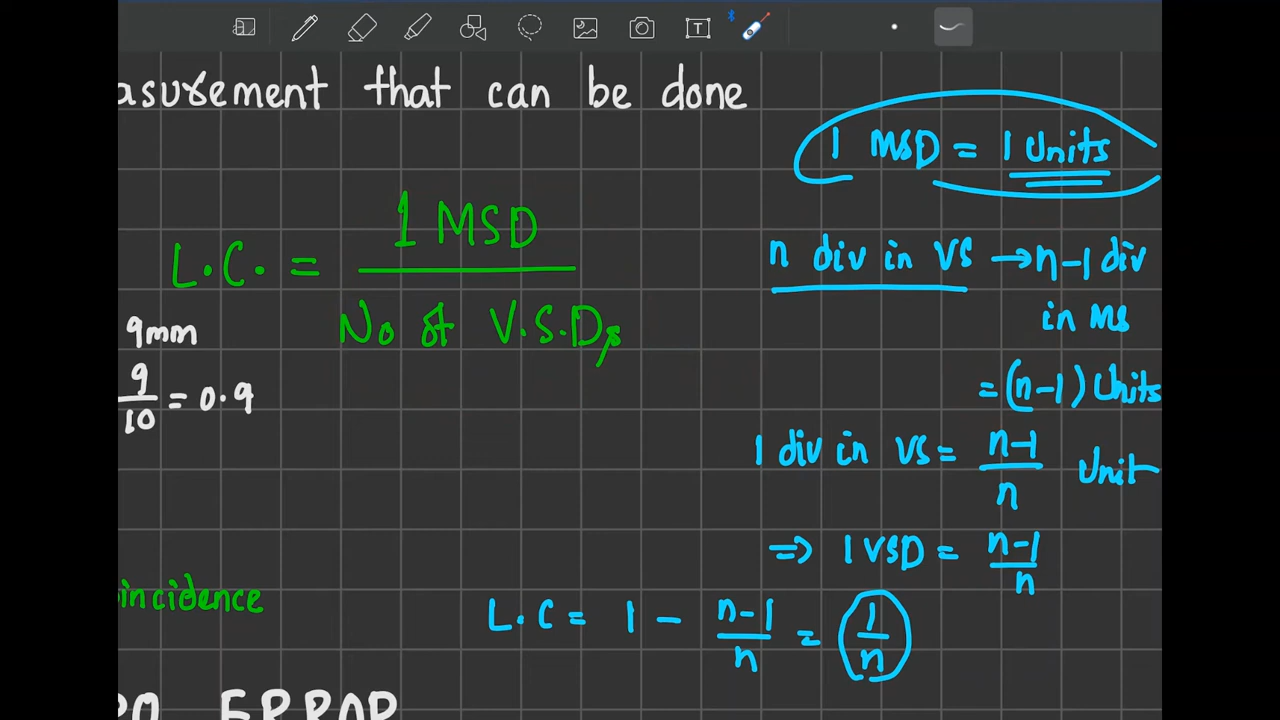 asurement that can be done
1 MSD = 1 Units
L.C. = 1 MSD / No of V.S.Ds
n div in VS → n-1 div
in MS
9mm
9/10 = 0.9
= (n-1) Units
1 div in VS = n-1/n Unit
⇒ 1 VSD = n-1/n
incidence
L.C = 1 - n-1/n = 1/n
ERROR